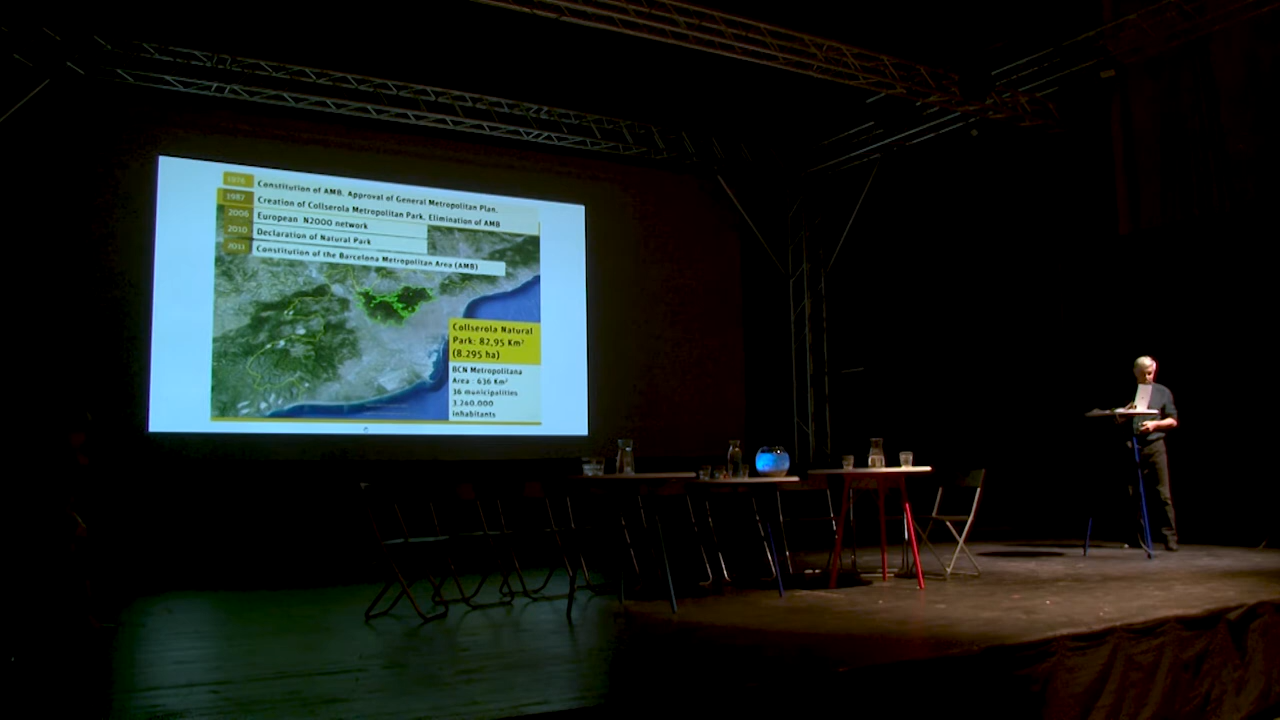 1976 Constitution of AMB. Approval of General Metropolitan Plan.
1987 Creation of Collserola Metropolitan Park. Elimination of AMB
2006 European N2000 network
2010 Declaration of Natural Park
2011 Constitution of the Barcelona Metropolitan Area (AMB)
Collserola Natural
Park: 82,95 Km²
(8.295 ha)
BCN Metropolitana
Area : 636 Km²
36 municipalities
3.240.000
inhabitants